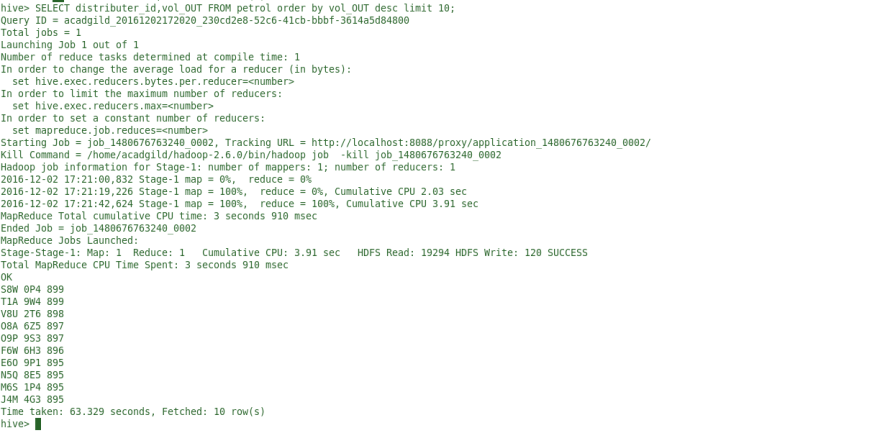 hive> SELECT distributer_id,vol_OUT FROM petrol order by vol_OUT desc limit 10;
Query ID = acadgild_20161202172020_230cd2e8-52c6-41cb-bbbf-3614a5d84800
Total jobs = 1
Launching Job 1 out of 1
Number of reduce tasks determined at compile time: 1
In order to change the average load for a reducer (in bytes):
  set hive.exec.reducers.bytes.per.reducer=<number>
In order to limit the maximum number of reducers:
  set hive.exec.reducers.max=<number>
In order to set a constant number of reducers:
  set mapreduce.job.reduces=<number>
Starting Job = job_1480676763240_0002, Tracking URL = http://localhost:8088/proxy/application_1480676763240_0002/
Kill Command = /home/acadgild/hadoop-2.6.0/bin/hadoop job  -kill job_1480676763240_0002
Hadoop job information for Stage-1: number of mappers: 1; number of reducers: 1
2016-12-02 17:21:00,832 Stage-1 map = 0%,  reduce = 0%
2016-12-02 17:21:19,226 Stage-1 map = 100%,  reduce = 0%, Cumulative CPU 2.03 sec
2016-12-02 17:21:42,624 Stage-1 map = 100%,  reduce = 100%, Cumulative CPU 3.91 sec
MapReduce Total cumulative CPU time: 3 seconds 910 msec
Ended Job = job_1480676763240_0002
MapReduce Jobs Launched:
Stage-Stage-1: Map: 1  Reduce: 1   Cumulative CPU: 3.91 sec   HDFS Read: 19294 HDFS Write: 120 SUCCESS
Total MapReduce CPU Time Spent: 3 seconds 910 msec
OK
S8W 0P4 899
T1A 9W4 899
V8U 2T6 898
O8A 6Z5 897
O9P 9S3 897
F6W 6H3 896
E6O 9P1 895
N5Q 8E5 895
M6S 1P4 895
J4M 4G3 895
Time taken: 63.329 seconds, Fetched: 10 row(s)
hive>